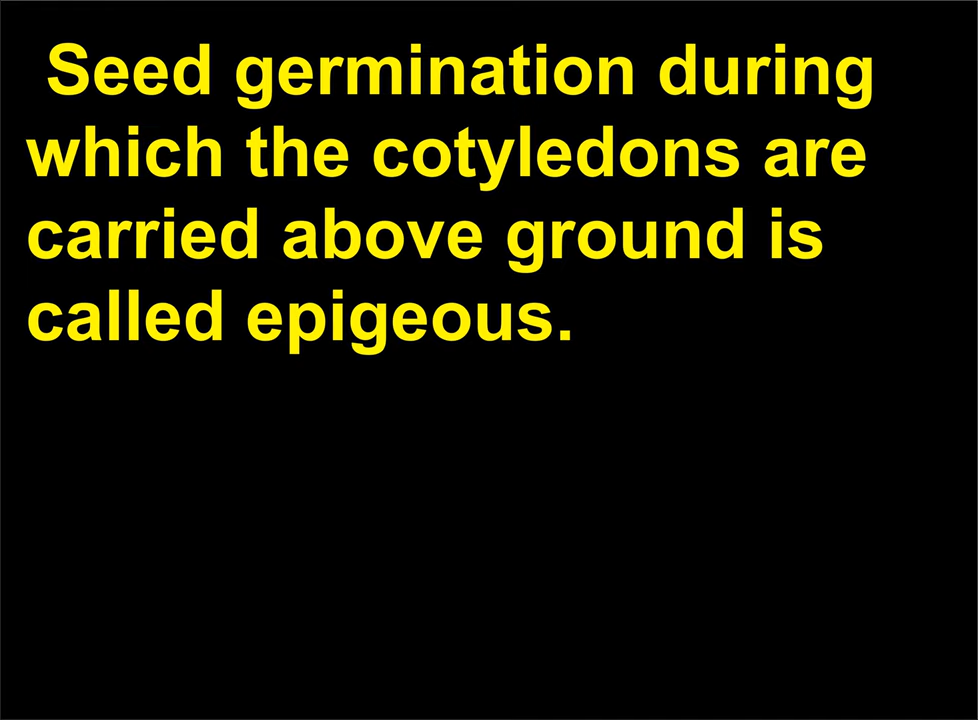 Seed germination during
which the cotyledons are
carried above ground is
called epigeous.